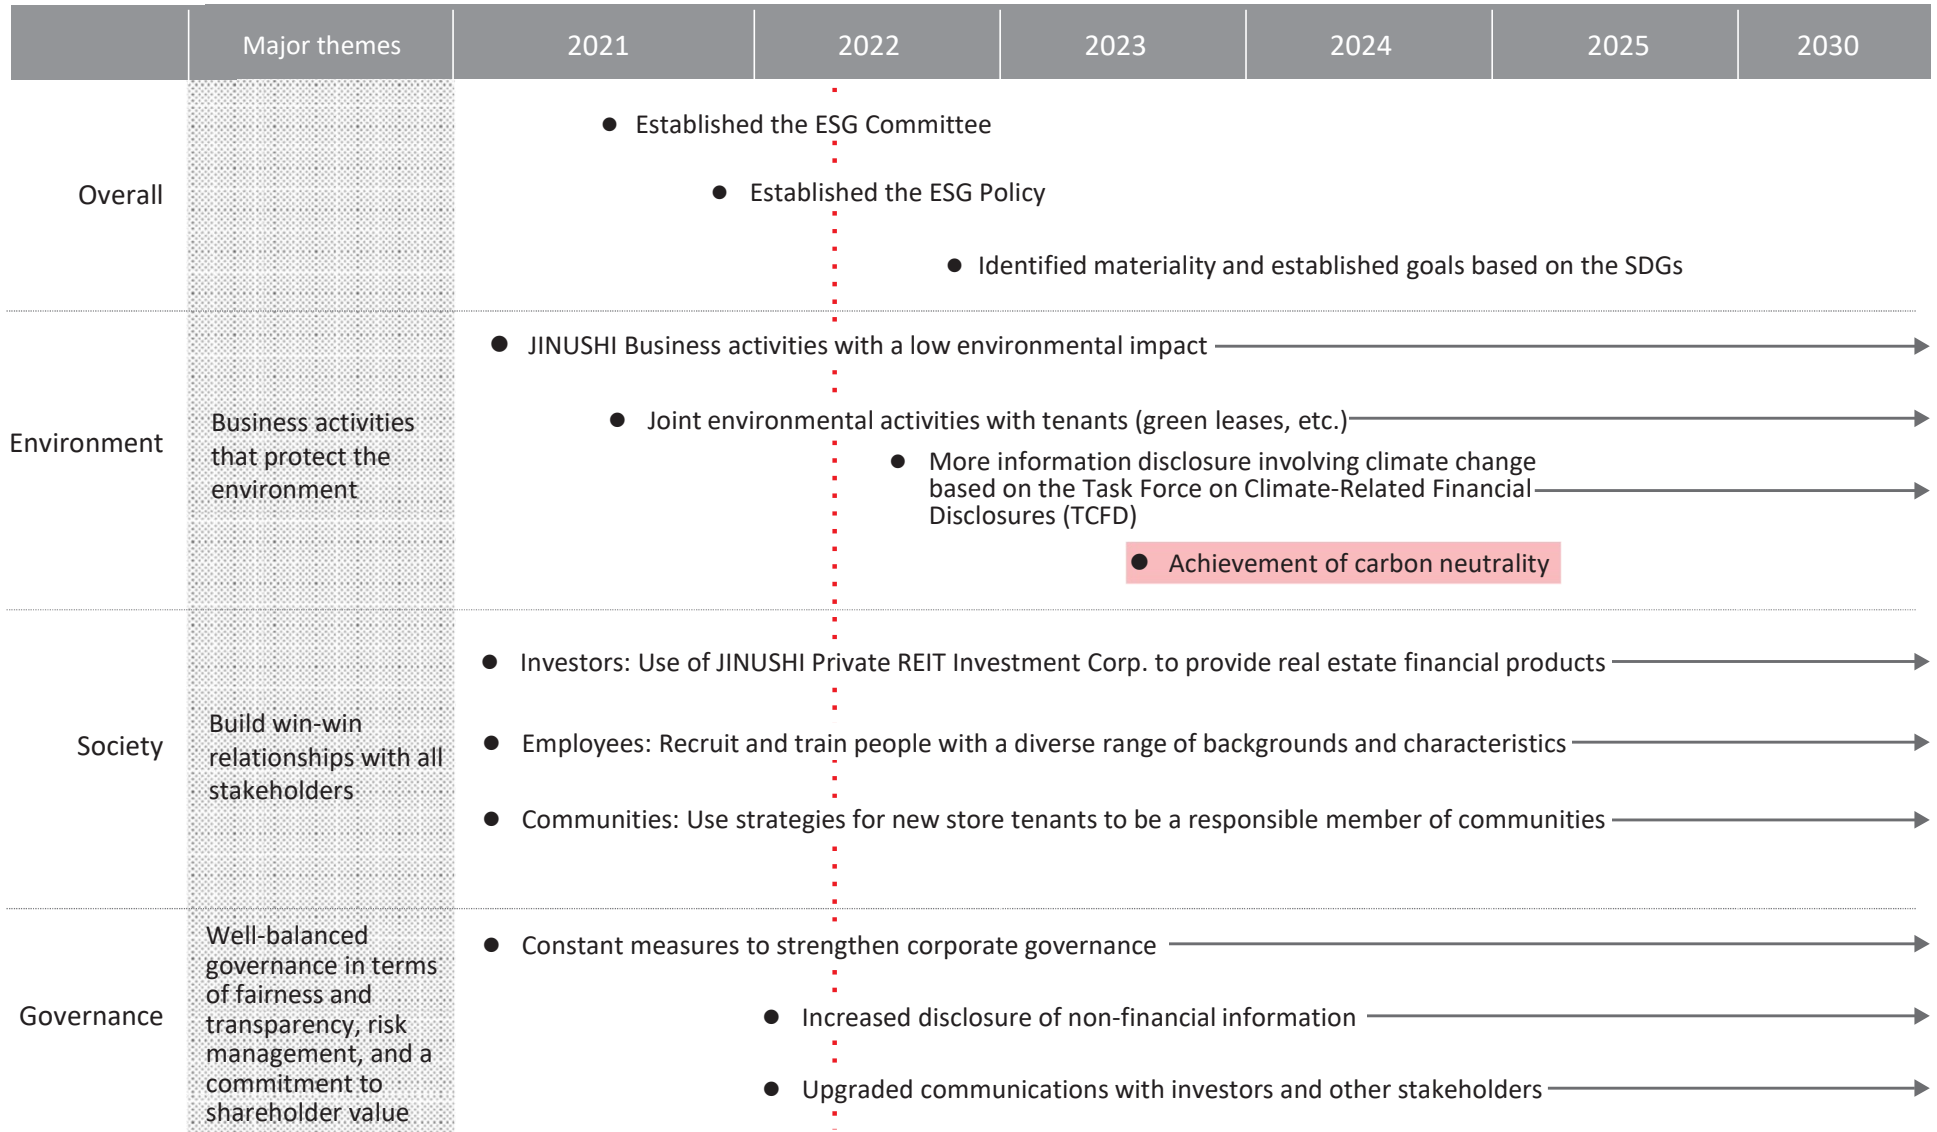 Major themes
2021
2022
2023
2024
2025
2030
Overall
● Established the ESG Committee
● Established the ESG Policy
● Identified materiality and established goals based on the SDGs
Environment
Business activities
that protect the
environment
● JINUSHI Business activities with a low environmental impact
● Joint environmental activities with tenants (green leases, etc.)
● More information disclosure involving climate change
based on the Task Force on Climate-Related Financial
Disclosures (TCFD)
● Achievement of carbon neutrality
Society
Build win-win
relationships with all
stakeholders
● Investors: Use of JINUSHI Private REIT Investment Corp. to provide real estate financial products
● Employees: Recruit and train people with a diverse range of backgrounds and characteristics
● Communities: Use strategies for new store tenants to be a responsible member of communities
Governance
Well-balanced
governance in terms
of fairness and
transparency, risk
management, and a
commitment to
shareholder value
● Constant measures to strengthen corporate governance
● Increased disclosure of non-financial information
● Upgraded communications with investors and other stakeholders